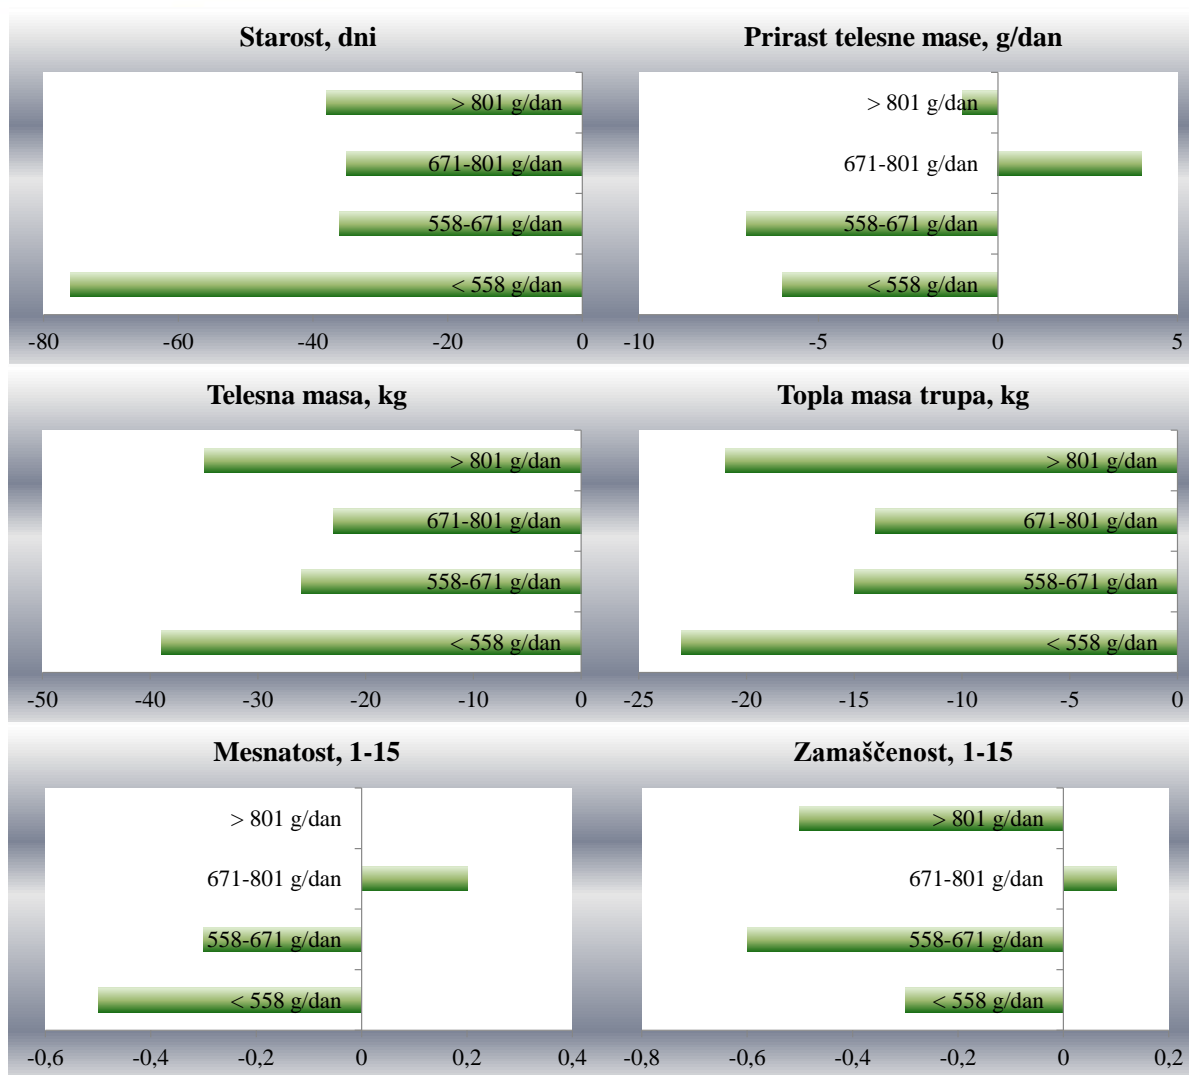 Starost, dni
> 801 g/dan
671-801 g/dan
558-671 g/dan
< 558 g/dan
-80 -60 -40 -20 0
Prirast telesne mase, g/dan
> 801 g/dan
671-801 g/dan
558-671 g/dan
< 558 g/dan
-10 -5 0 5
Telesna masa, kg
> 801 g/dan
671-801 g/dan
558-671 g/dan
< 558 g/dan
-50 -40 -30 -20 -10 0
Topla masa trupa, kg
> 801 g/dan
671-801 g/dan
558-671 g/dan
< 558 g/dan
-25 -20 -15 -10 -5 0
Mesnatost, 1-15
> 801 g/dan
671-801 g/dan
558-671 g/dan
< 558 g/dan
-0,6 -0,4 -0,2 0 0,2 0,4
Zamaščenost, 1-15
> 801 g/dan
671-801 g/dan
558-671 g/dan
< 558 g/dan
-0,8 -0,6 -0,4 -0,2 0 0,2